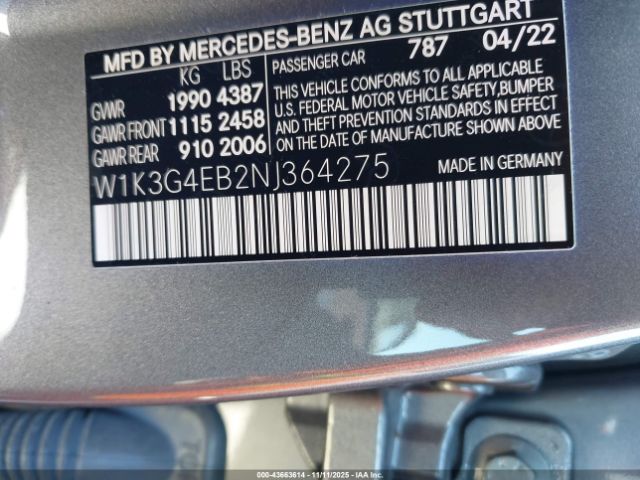 MFD BY MERCEDES-BENZ AG STUTTGART
KG LBS
GVWR 1990 4387
GAWR FRONT 1115 2458
GAWR REAR 910 2006
PASSENGER CAR 787 04/22
THIS VEHICLE CONFORMS TO ALL APPLICABLE
U.S. FEDERAL MOTOR VEHICLE SAFETY,BUMPER
AND THEFT PREVENTION STANDARDS IN EFFECT
ON THE DATE OF MANUFACTURE SHOWN ABOVE.
W1K3G4EB2NJ364275
MADE IN GERMANY
000-43663614 - 11/11/2025 - IAAI.COM